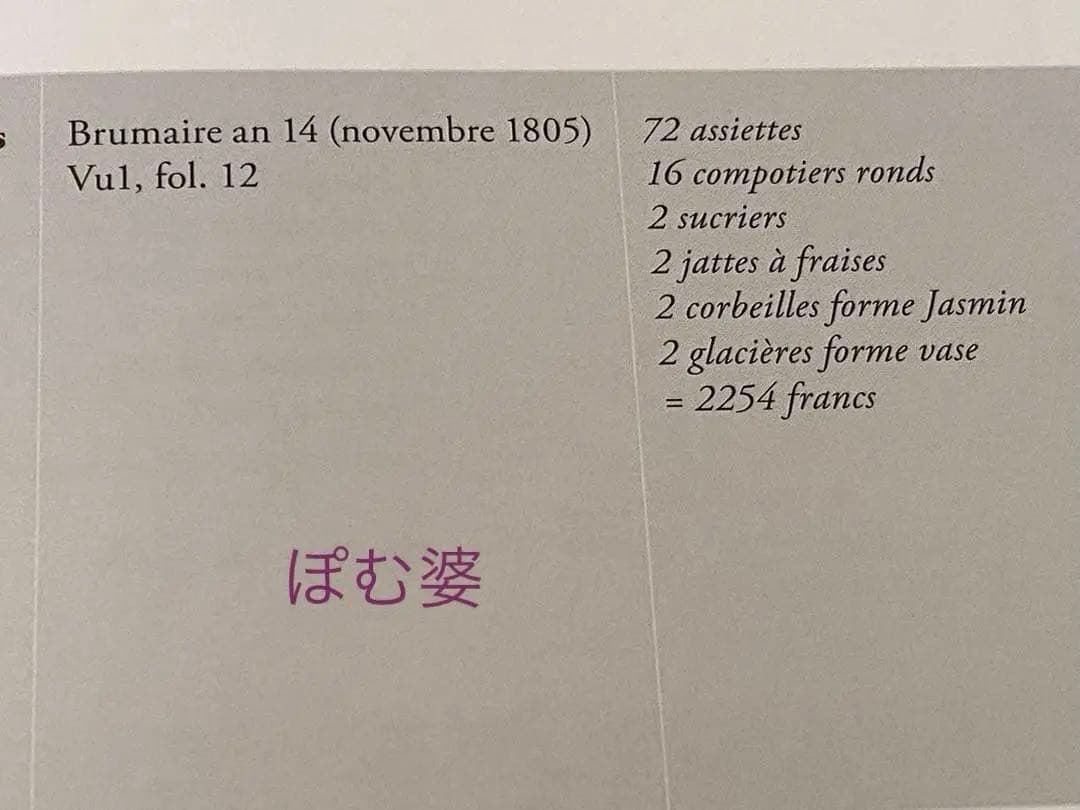 s
Brumaire an 14 (novembre 1805)
Vu1, fol. 12
72 assiettes
16 compotiers ronds
2 sucriers
2 jattes à fraises
2 corbeilles forme Jasmin
2 glacières forme vase
= 2254 francs
ぽむ婆